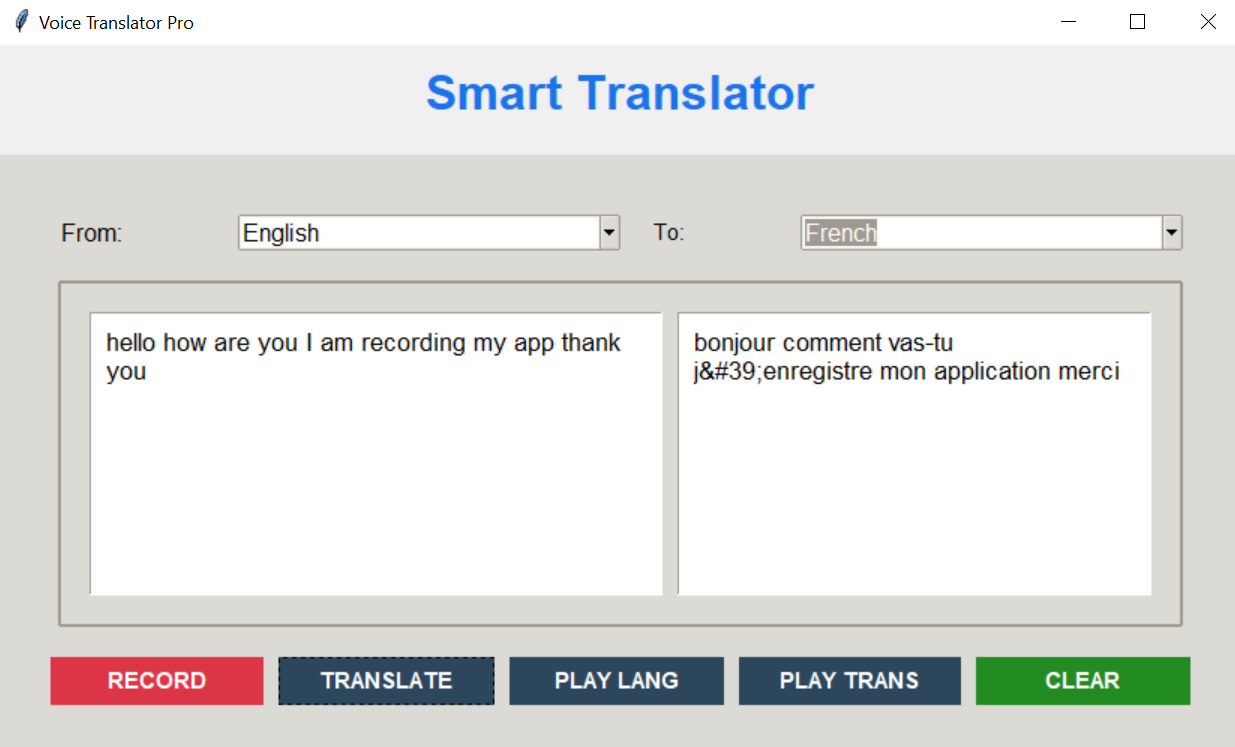 Voice Translator Pro
Smart Translator
From:
English
To:
French
hello how are you I am recording my app thank
you
bonjour comment vas-tu
j&#39;enregistre mon application merci
RECORD
TRANSLATE
PLAY LANG
PLAY TRANS
CLEAR